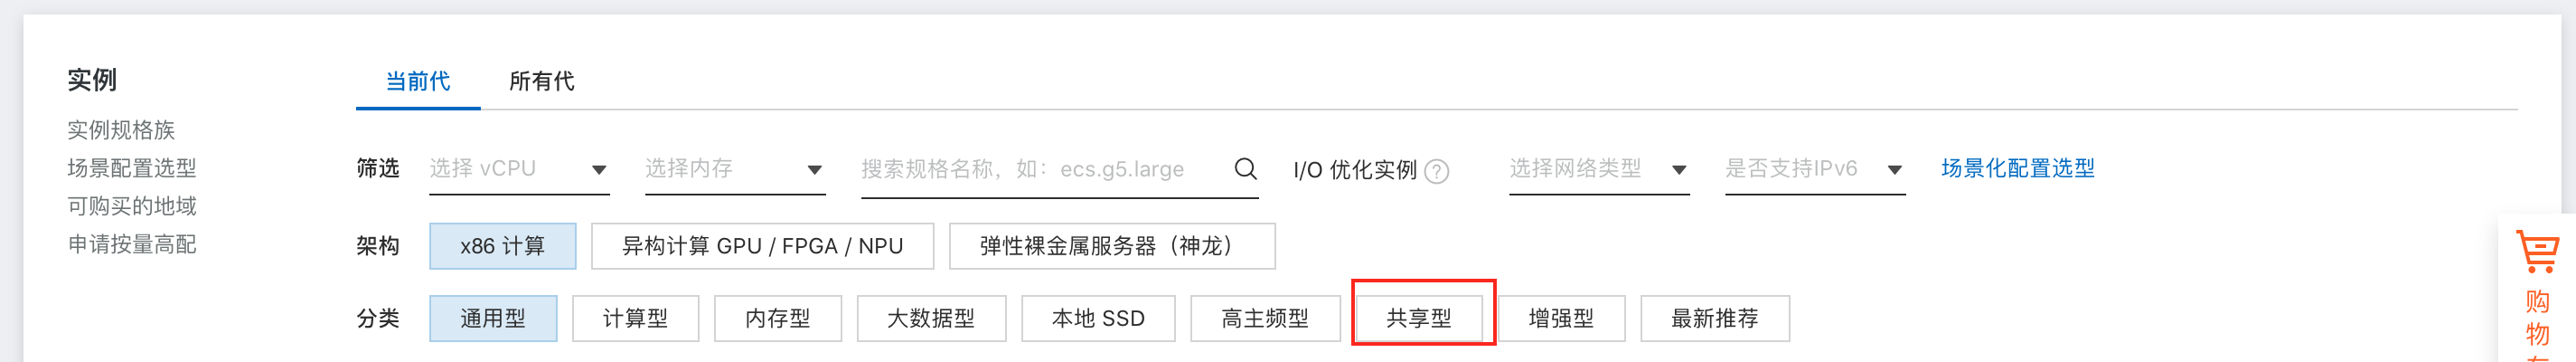 实例
当前代 所有代
实例规格族
场景配置选型
可购买的地域
申请按量高配
筛选 选择 vCPU 选择内存 搜索规格名称，如：ecs.g5.large I/O 优化实例 ? 选择网络类型 是否支持IPv6 场景化配置选型
架构 x86 计算 异构计算 GPU / FPGA / NPU 弹性裸金属服务器（神龙）
分类 通用型 计算型 内存型 大数据型 本地 SSD 高主频型 共享型 增强型 最新推荐
购
物